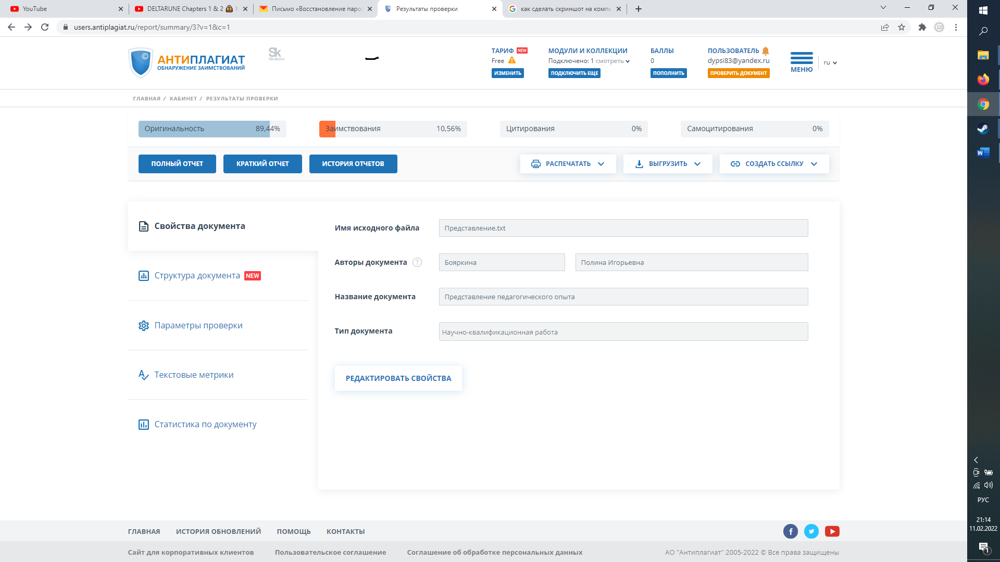 YouTube
DELTARUNE Chapters 1 & 2
Письмо «Восстановление паро
Результаты проверки
как сделать скриншот на компь
users.antiplagiat.ru/report/summary/3?v=1&c=1
АНТИПЛАГИАТ
ОБНАРУЖЕНИЕ ЗАИМСТВОВАНИЙ
Sk
Skolkovo
ТАРИФ NEW
Free
ИЗМЕНИТЬ
МОДУЛИ И КОЛЛЕКЦИИ
Подключено: 1 смотреть
ПОДКЛЮЧИТЬ ЕЩЕ
БАЛЛЫ
0
ПОПОЛНИТЬ
ПОЛЬЗОВАТЕЛЬ
dypsi83@yandex.ru
ПРОВЕРИТЬ ДОКУМЕНТ
МЕНЮ
ru
ГЛАВНАЯ / КАБИНЕТ / РЕЗУЛЬТАТЫ ПРОВЕРКИ
Оригинальность 89,44%
Заимствования 10,56%
Цитирования 0%
Самоцитирования 0%
ПОЛНЫЙ ОТЧЕТ
КРАТКИЙ ОТЧЕТ
ИСТОРИЯ ОТЧЕТОВ
РАСПЕЧАТАТЬ
ВЫГРУЗИТЬ
СОЗДАТЬ ССЫЛКУ
Свойства документа
Структура документа NEW
Параметры проверки
Текстовые метрики
Статистика по документу
Имя исходного файла Представление.txt
Авторы документа ? Бояркина Полина Игорьевна
Название документа Представление педагогического опыта
Тип документа Научно-квалификационная работа
РЕДАКТИРОВАТЬ СВОЙСТВА
ГЛАВНАЯ ИСТОРИЯ ОБНОВЛЕНИЙ ПОМОЩЬ КОНТАКТЫ
Сайт для корпоративных клиентов Пользовательское соглашение Соглашение об обработке персональных данных АО "Антиплагиат" 2005-2022 © Все права защищены
РУС
21:14
11.02.2022
1